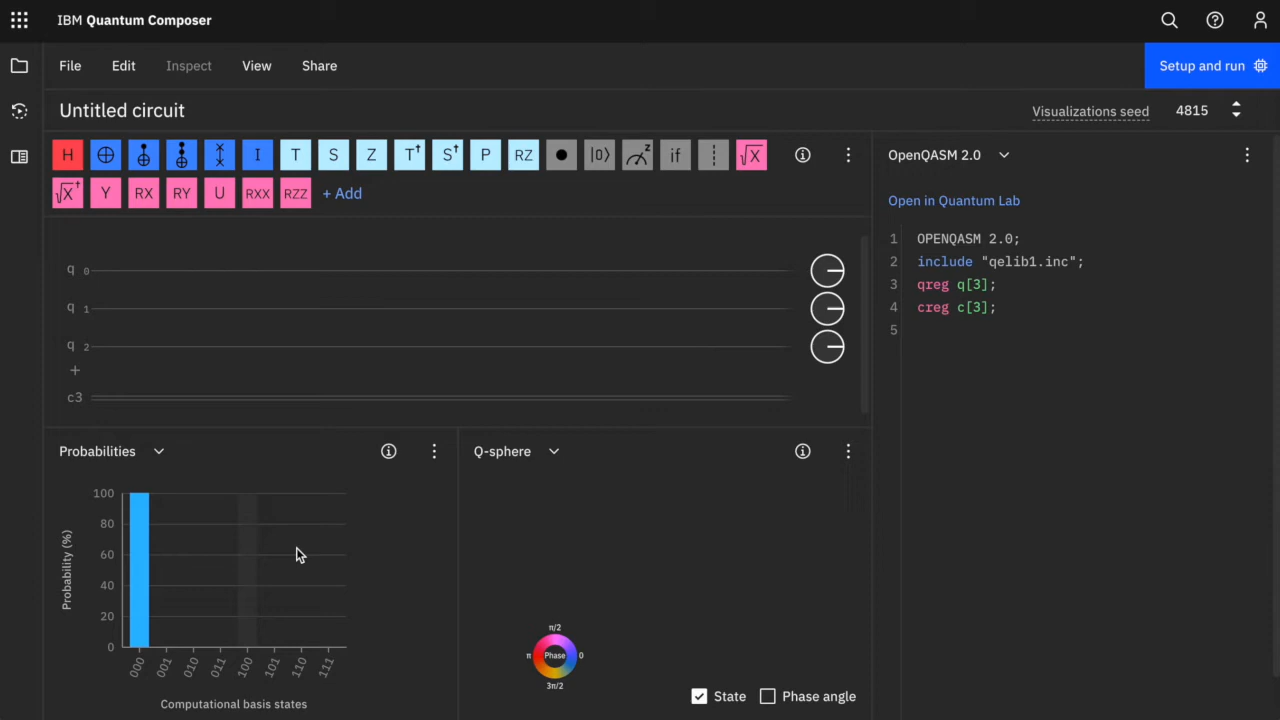 IBM Quantum Composer
File Edit Inspect View Share
Setup and run
Untitled circuit
Visualizations seed 4815
H I T S Z T† S† P RZ |0⟩ z if √X
√X† Y RX RY U RXX RZZ + Add
q 0
q 1
q 2
+
c3
OpenQASM 2.0
Open in Quantum Lab
1 OPENQASM 2.0;
2 include "qelib1.inc";
3 qreg q[3];
4 creg c[3];
5
Probabilities
Probability (%)
100
80
60
40
20
0
000 001 010 011 100 101 110 111
Computational basis states
Q-sphere
π/2
π Phase 0
3π/2
State Phase angle